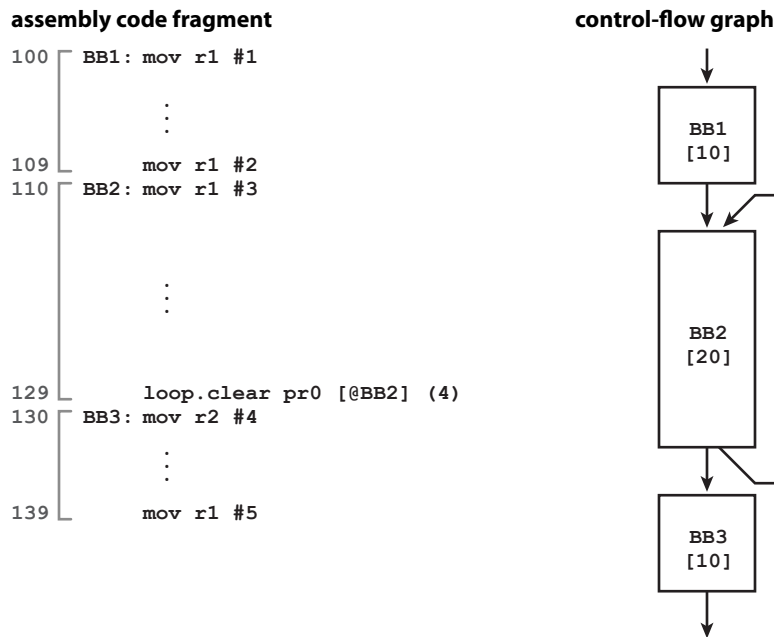 assembly code fragment
100 BB1: mov r1 #1
.
.
.
109 mov r1 #2
110 BB2: mov r1 #3
.
.
.
129 loop.clear pr0 [@BB2] (4)
130 BB3: mov r2 #4
.
.
.
139 mov r1 #5
control-flow graph
BB1
[10]
BB2
[20]
BB3
[10]